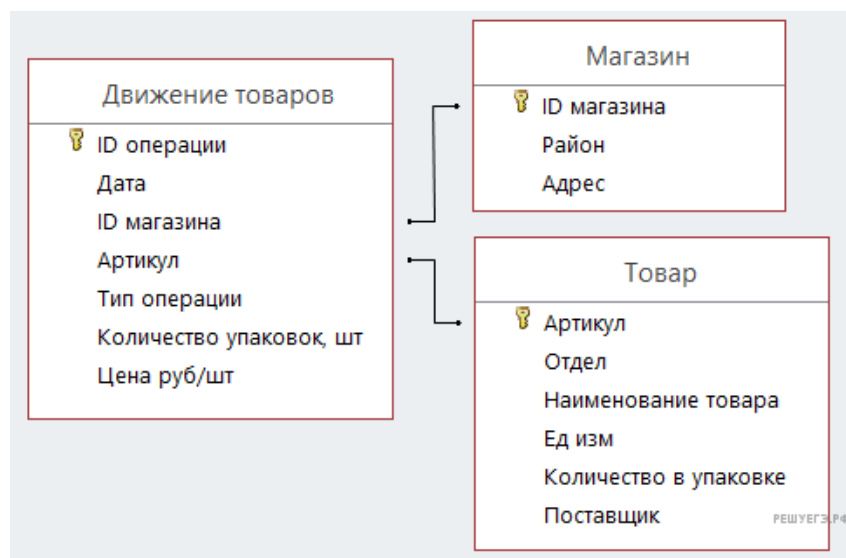 Движение товаров
ID операции
Дата
ID магазина
Артикул
Тип операции
Количество упаковок, шт
Цена руб/шт
Магазин
ID магазина
Район
Адрес
Товар
Артикул
Отдел
Наименование товара
Ед изм
Количество в упаковке
Поставщик
РЕШУЕГЭ.РФ